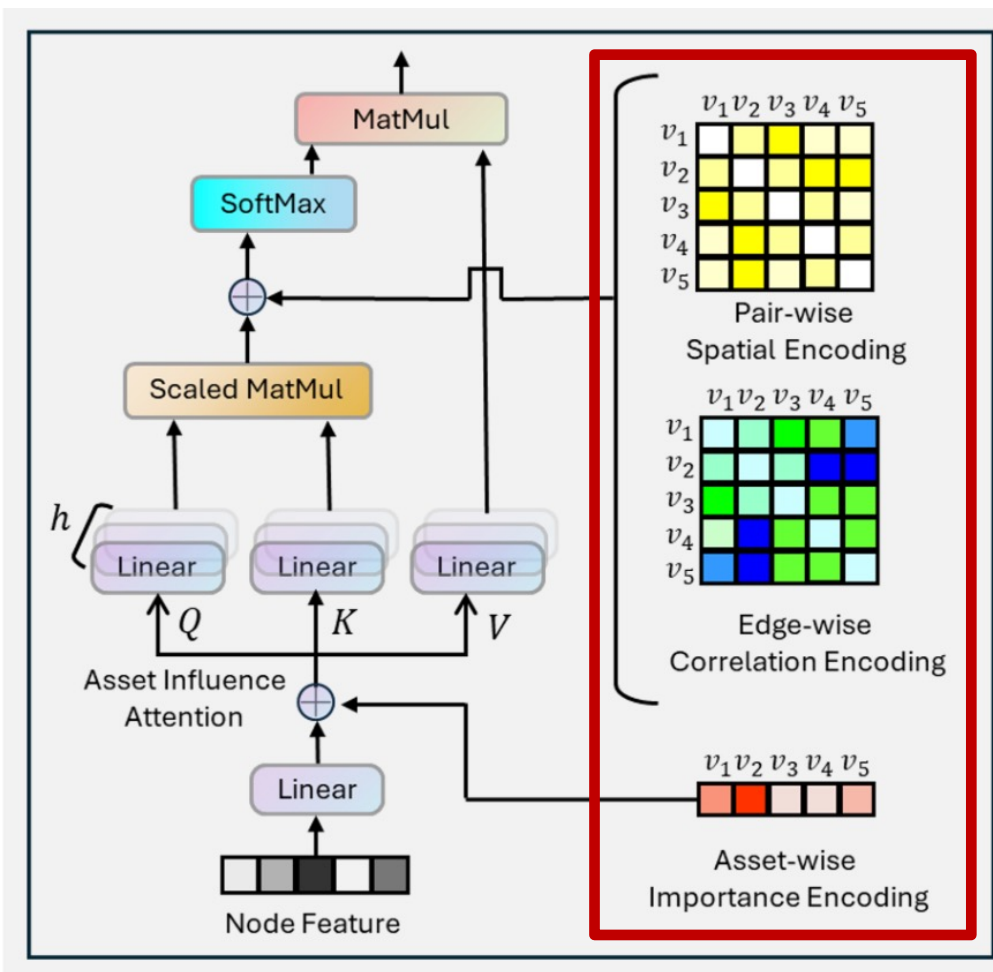 MatMul
SoftMax
Scaled MatMul
h
Linear
Linear
Linear
Q
K
V
Asset Influence
Attention
Linear
Node Feature
v₁ v₂ v₃ v₄ v₅
v₁
v₂
v₃
v₄
v₅
Pair-wise
Spatial Encoding
v₁ v₂ v₃ v₄ v₅
v₁
v₂
v₃
v₄
v₅
Edge-wise
Correlation Encoding
v₁ v₂ v₃ v₄ v₅
Asset-wise
Importance Encoding